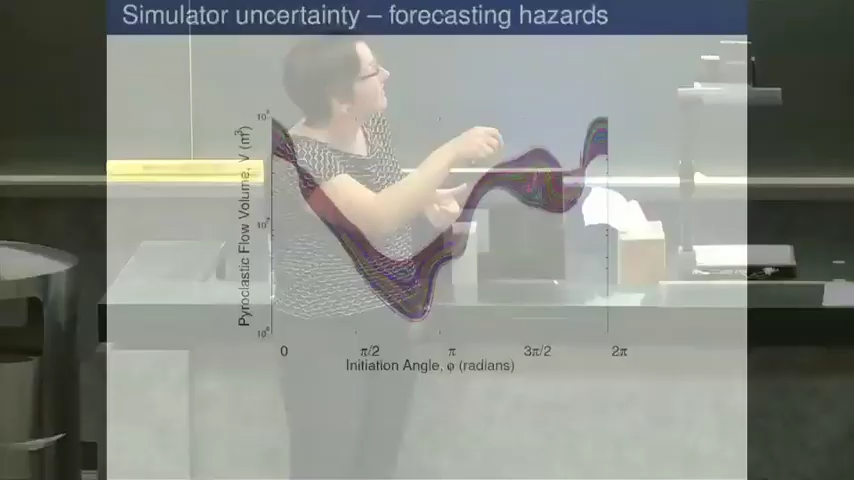 Simulator uncertainty – forecasting hazards
Pyroclastic Flow Volume, V (m³)
0 π/2 π 3π/2 2π
Initiation Angle, φ (radians)